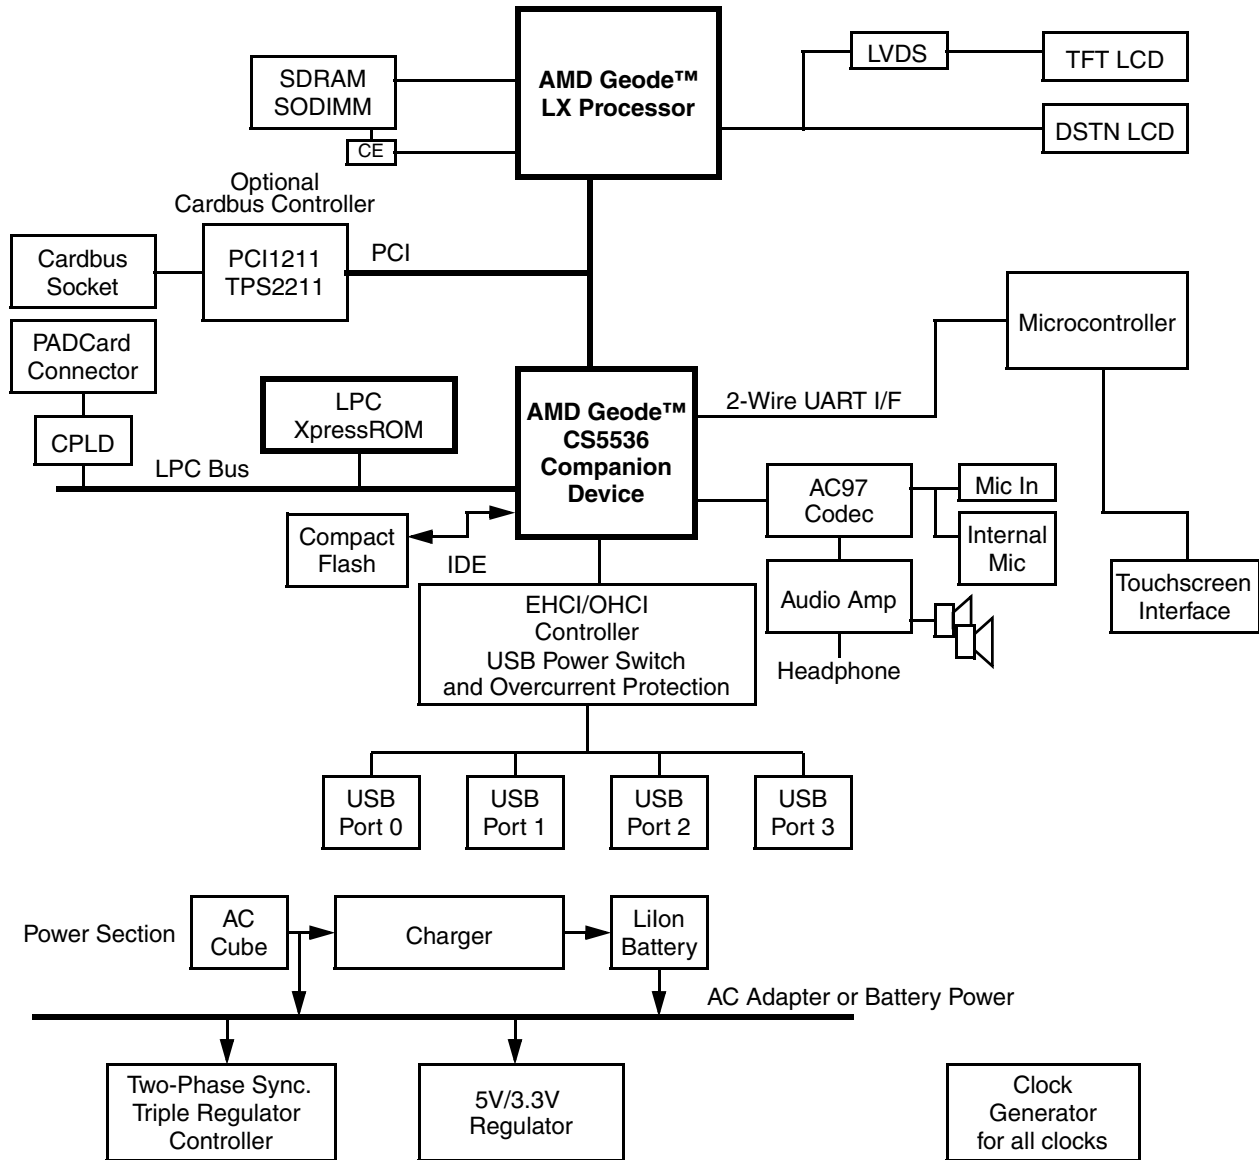 AMD Geode™
LX Processor
SDRAM
SODIMM
CE
LVDS
TFT LCD
DSTN LCD
Optional
Cardbus Controller
Cardbus
Socket
PCI1211
TPS2211
PCI
PADCard
Connector
CPLD
LPC
XpressROM
LPC Bus
AMD Geode™
CS5536
Companion
Device
2-Wire UART I/F
Microcontroller
Compact
Flash
IDE
AC97
Codec
Mic In
Internal
Mic
Audio Amp
Headphone
Touchscreen
Interface
EHCI/OHCI
Controller
USB Power Switch
and Overcurrent Protection
USB
Port 0
USB
Port 1
USB
Port 2
USB
Port 3
Power Section
AC
Cube
Charger
LiIon
Battery
AC Adapter or Battery Power
Two-Phase Sync.
Triple Regulator
Controller
5V/3.3V
Regulator
Clock
Generator
for all clocks